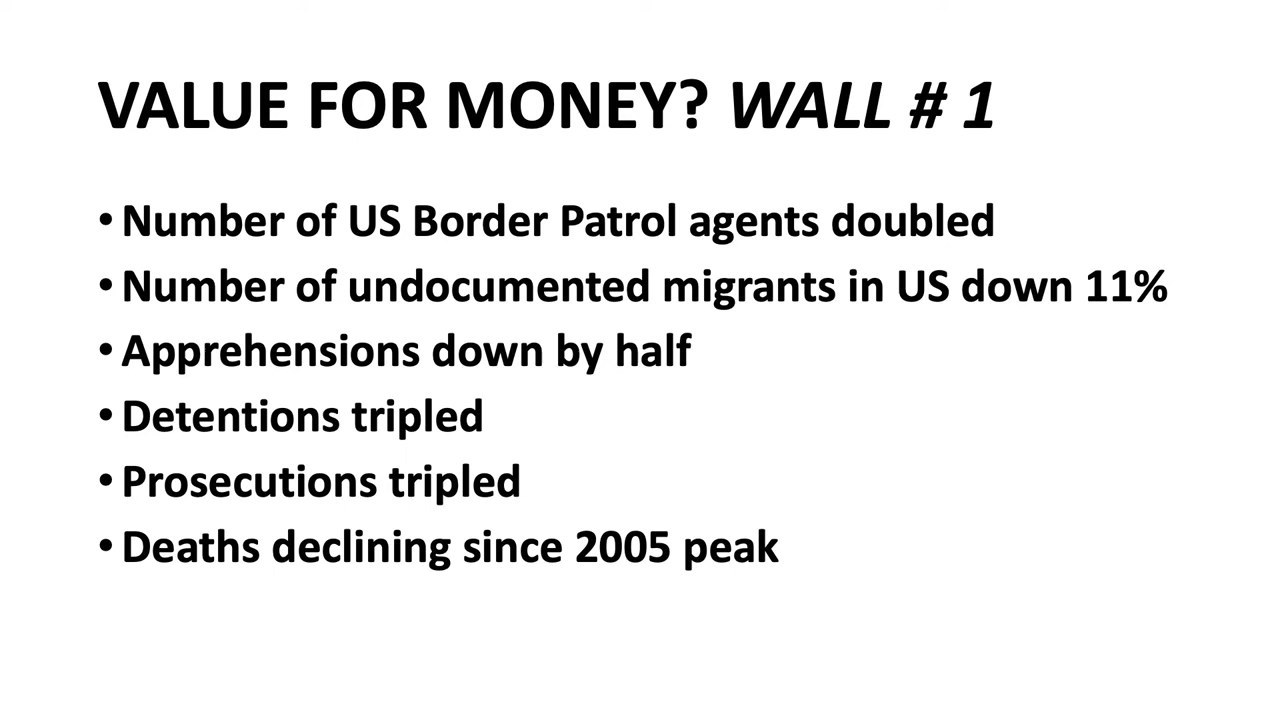 VALUE FOR MONEY? WALL # 1
• Number of US Border Patrol agents doubled
• Number of undocumented migrants in US down 11%
• Apprehensions down by half
• Detentions tripled
• Prosecutions tripled
• Deaths declining since 2005 peak